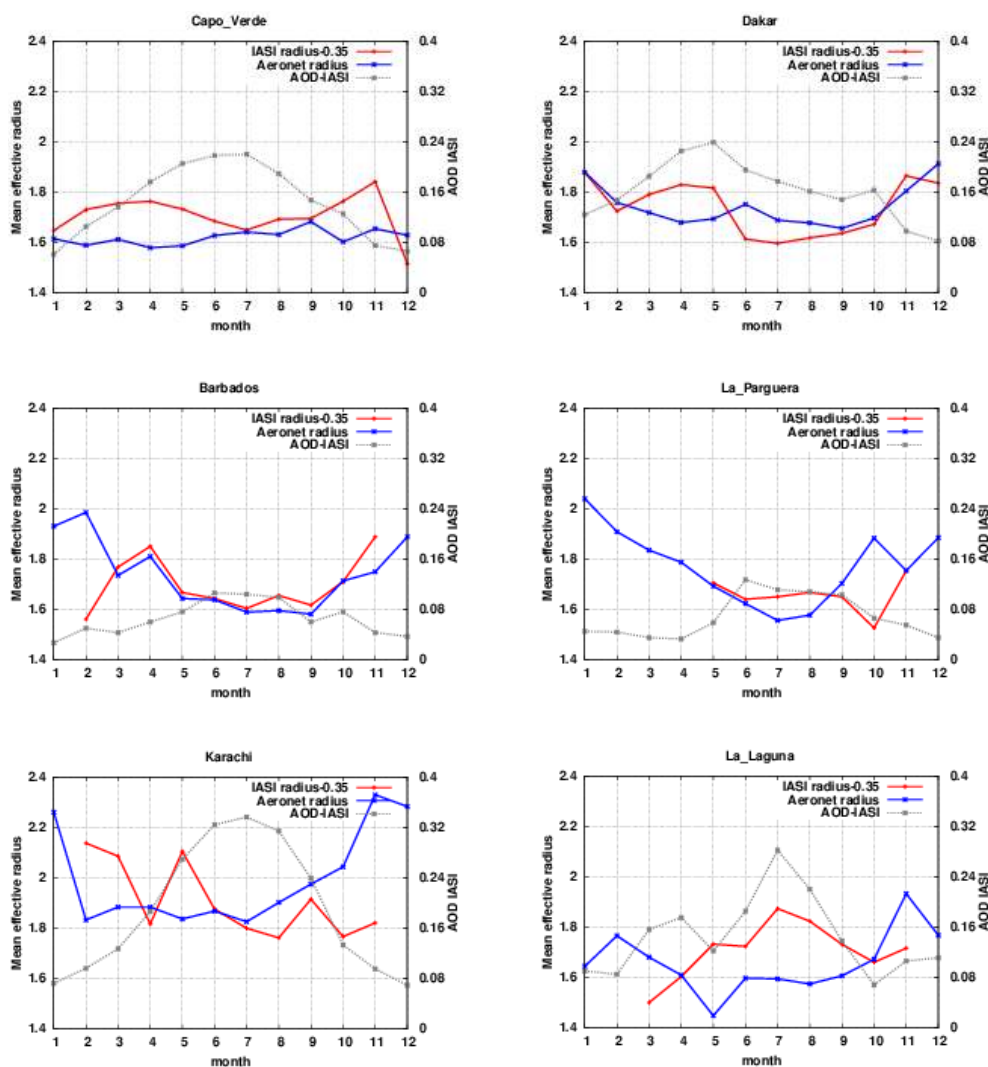 Capo_Verde
2.4
2.2
2
1.8
1.6
1.4
Mean effective radius
IASI radius-0.35
Aeronet radius
AOD-IASI
0.4
0.32
0.24
0.16
0.08
0
AOD IASI
1 2 3 4 5 6 7 8 9 10 11 12
month
Dakar
2.4
2.2
2
1.8
1.6
1.4
Mean effective radius
IASI radius-0.35
Aeronet radius
AOD-IASI
0.4
0.32
0.24
0.16
0.08
0
AOD IASI
1 2 3 4 5 6 7 8 9 10 11 12
month
Barbados
2.4
2.2
2
1.8
1.6
1.4
Mean effective radius
IASI radius-0.35
Aeronet radius
AOD-IASI
0.4
0.32
0.24
0.16
0.08
0
AOD IASI
1 2 3 4 5 6 7 8 9 10 11 12
month
La_Parguera
2.4
2.2
2
1.8
1.6
1.4
Mean effective radius
IASI radius-0.35
Aeronet radius
AOD-IASI
0.4
0.32
0.24
0.16
0.08
0
AOD IASI
1 2 3 4 5 6 7 8 9 10 11 12
month
Karachi
2.4
2.2
2
1.8
1.6
1.4
Mean effective radius
IASI radius-0.35
Aeronet radius
AOD-IASI
0.4
0.32
0.24
0.16
0.08
0
AOD IASI
1 2 3 4 5 6 7 8 9 10 11 12
month
La_Laguna
2.4
2.2
2
1.8
1.6
1.4
Mean effective radius
IASI radius-0.35
Aeronet radius
AOD-IASI
0.4
0.32
0.24
0.16
0.08
0
AOD IASI
1 2 3 4 5 6 7 8 9 10 11 12
month